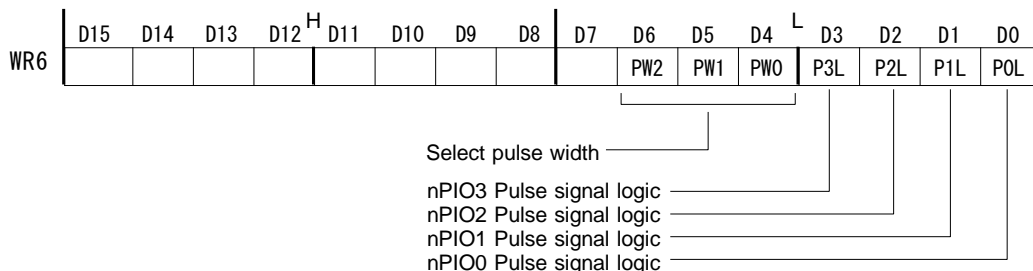 H L
D15 D14 D13 D12 D11 D10 D9 D8 D7 D6 D5 D4 D3 D2 D1 D0
WR6 PW2 PW1 PW0 P3L P2L P1L P0L
Select pulse width
nPIO3 Pulse signal logic
nPIO2 Pulse signal logic
nPIO1 Pulse signal logic
nPIO0 Pulse signal logic